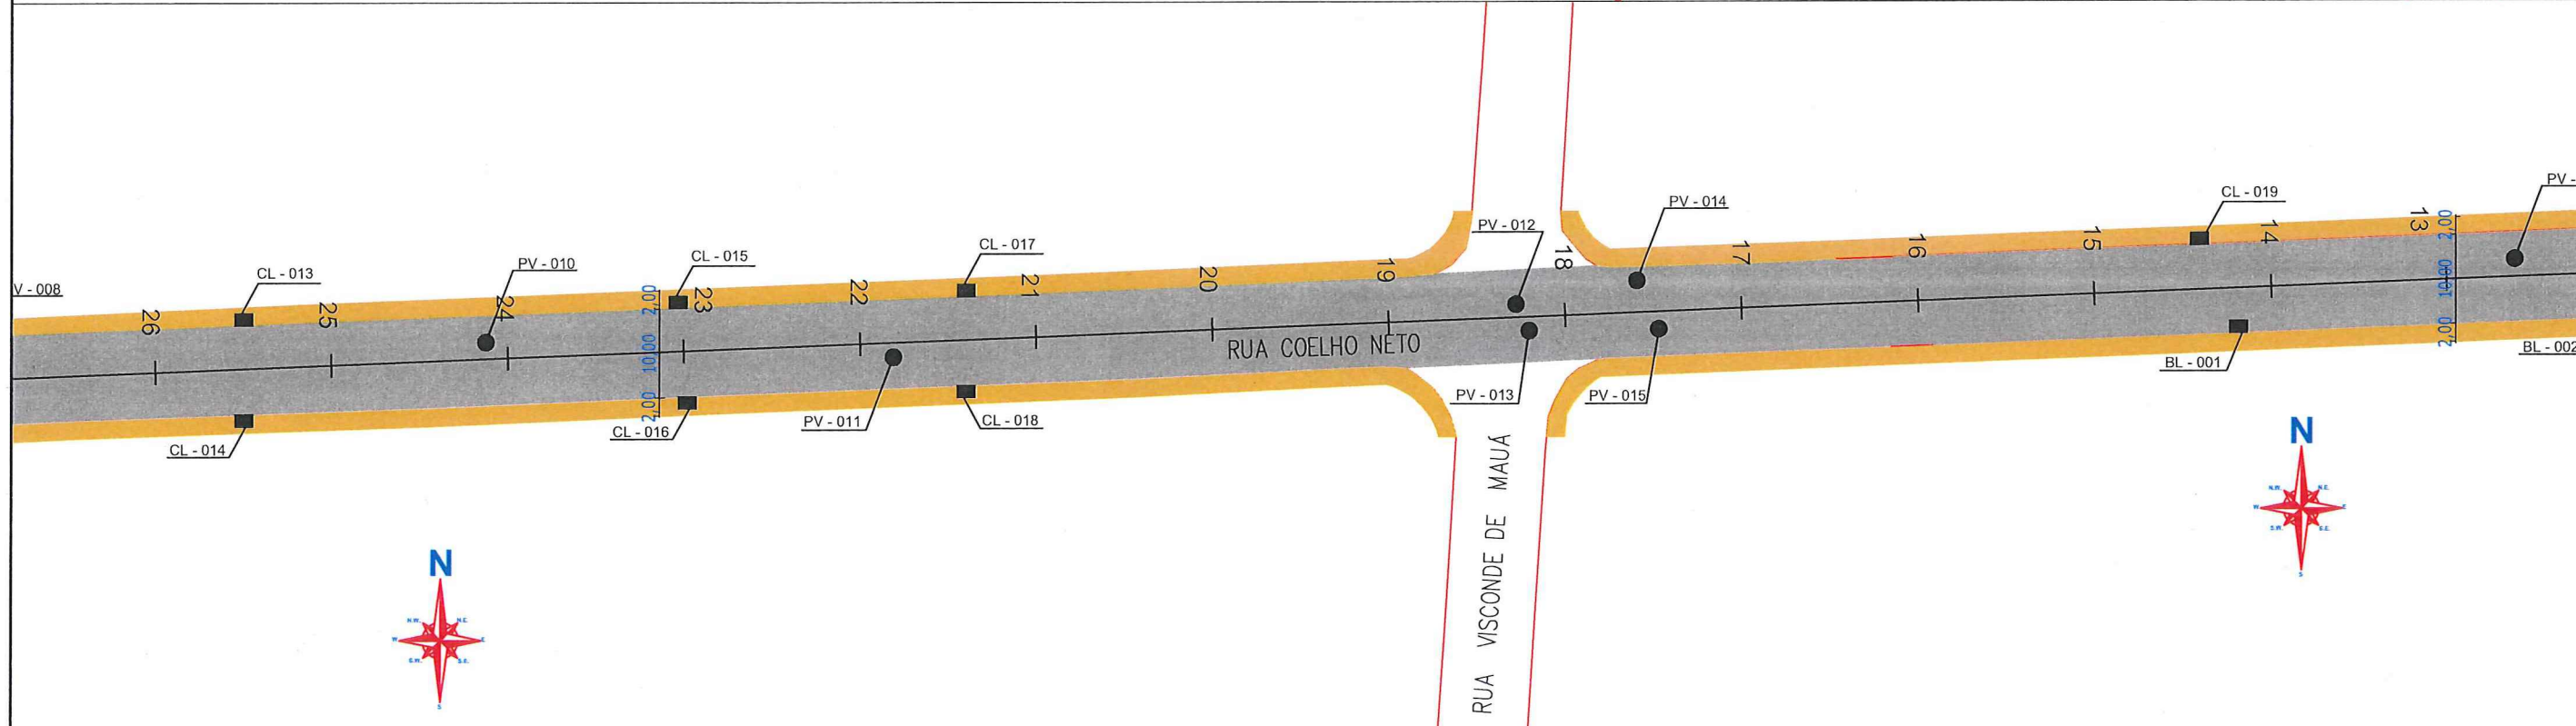 V - 008
CL - 013
CL - 014
PV - 010
CL - 015
CL - 016
PV - 011
CL - 017
CL - 018
PV - 012
PV - 013
PV - 014
PV - 015
CL - 019
BL - 001
PV -
BL - 002
26
25
24
23
22
21
20
19
18
17
16
15
14
13
2,00
10,00
2,00
2,00
10,00
2,00
RUA COELHO NETO
RUA VISCONDE DE MAUÁ
N
N.W.
N.E.
W
E
S.W.
S.E.
S
N
N.W.
N.E.
W
E
S.W.
S.E.
S